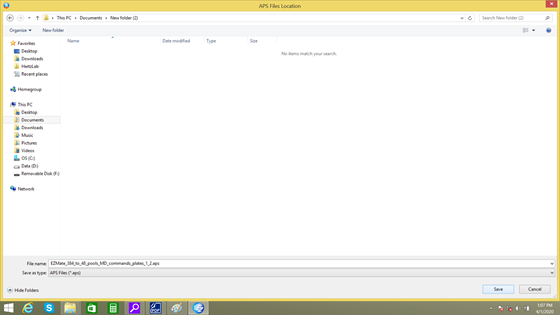 APS Files Location
This PC
Documents
New folder (2)
Search New folder (2)
Organize
New folder
Name
Date modified
Type
Size
No items match your search.
Favorites
Desktop
Downloads
HertzLab
Recent places
Homegroup
This PC
Desktop
Documents
Downloads
Music
Pictures
Videos
OS (C:)
Data (D:)
Removable Disk (F:)
Network
File name: EZMate_384_to_48_pools_MD_commands_plates_1_2.aps
Save as type: APS Files (*.aps)
Hide Folders
Save
Cancel
1:07 PM
4/1/2020